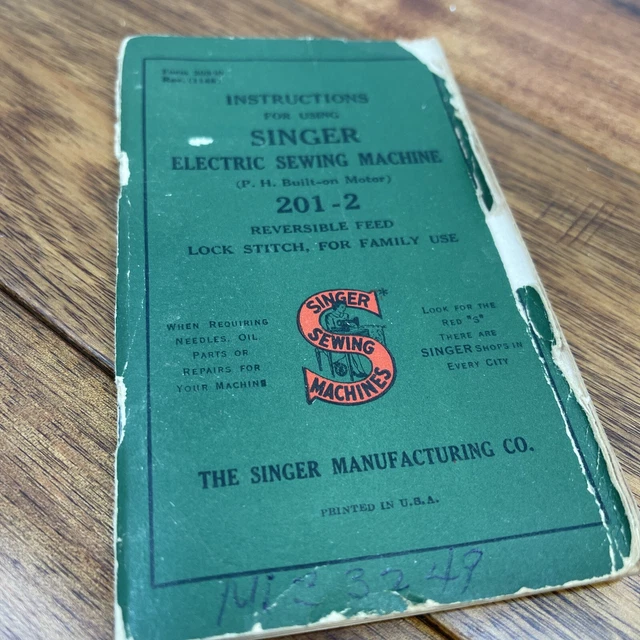 INSTRUCTIONS
FOR USING
SINGER
ELECTRIC SEWING MACHINE
(P. H. Built-on Motor)
201-2
REVERSIBLE FEED
LOCK STITCH, FOR FAMILY USE
WHEN REQUIRING
NEEDLES, OIL
PARTS OR
REPAIRS FOR
YOUR MACHINE
SINGER*
SEWING
MACHINES
LOOK FOR THE
RED "S"
THERE ARE
SINGER SHOPS IN
EVERY CITY
THE SINGER MANUFACTURING CO.
PRINTED IN U.S.A.
3249